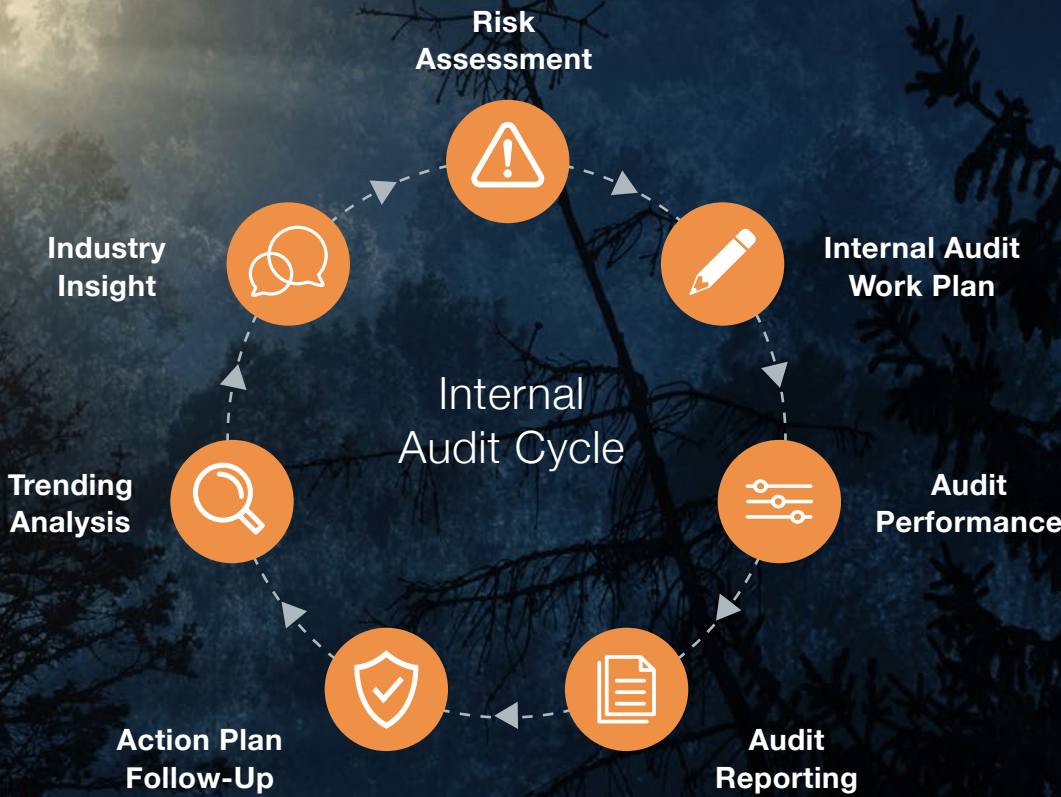 Risk
Assessment
Internal Audit
Work Plan
Audit
Performance
Audit
Reporting
Action Plan
Follow-Up
Trending
Analysis
Industry
Insight
Internal
Audit Cycle